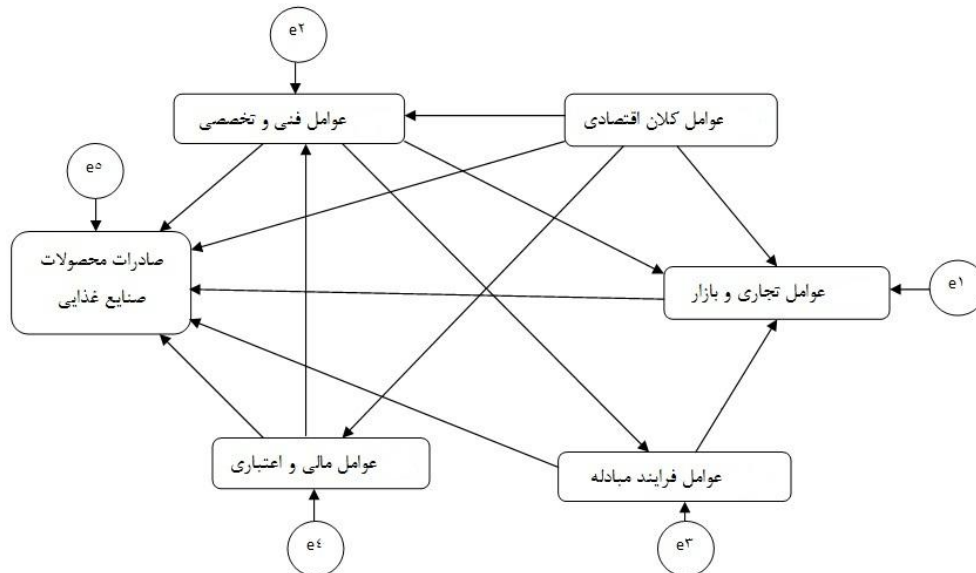 e۲
عوامل کلان اقتصادی
عوامل فنی و تخصصی
e۵
صادرات محصولات
صنایع غذایی
عوامل تجاری و بازار
e۱
عوامل مالی و اعتباری
عوامل فرایند مبادله
e٤
e۳